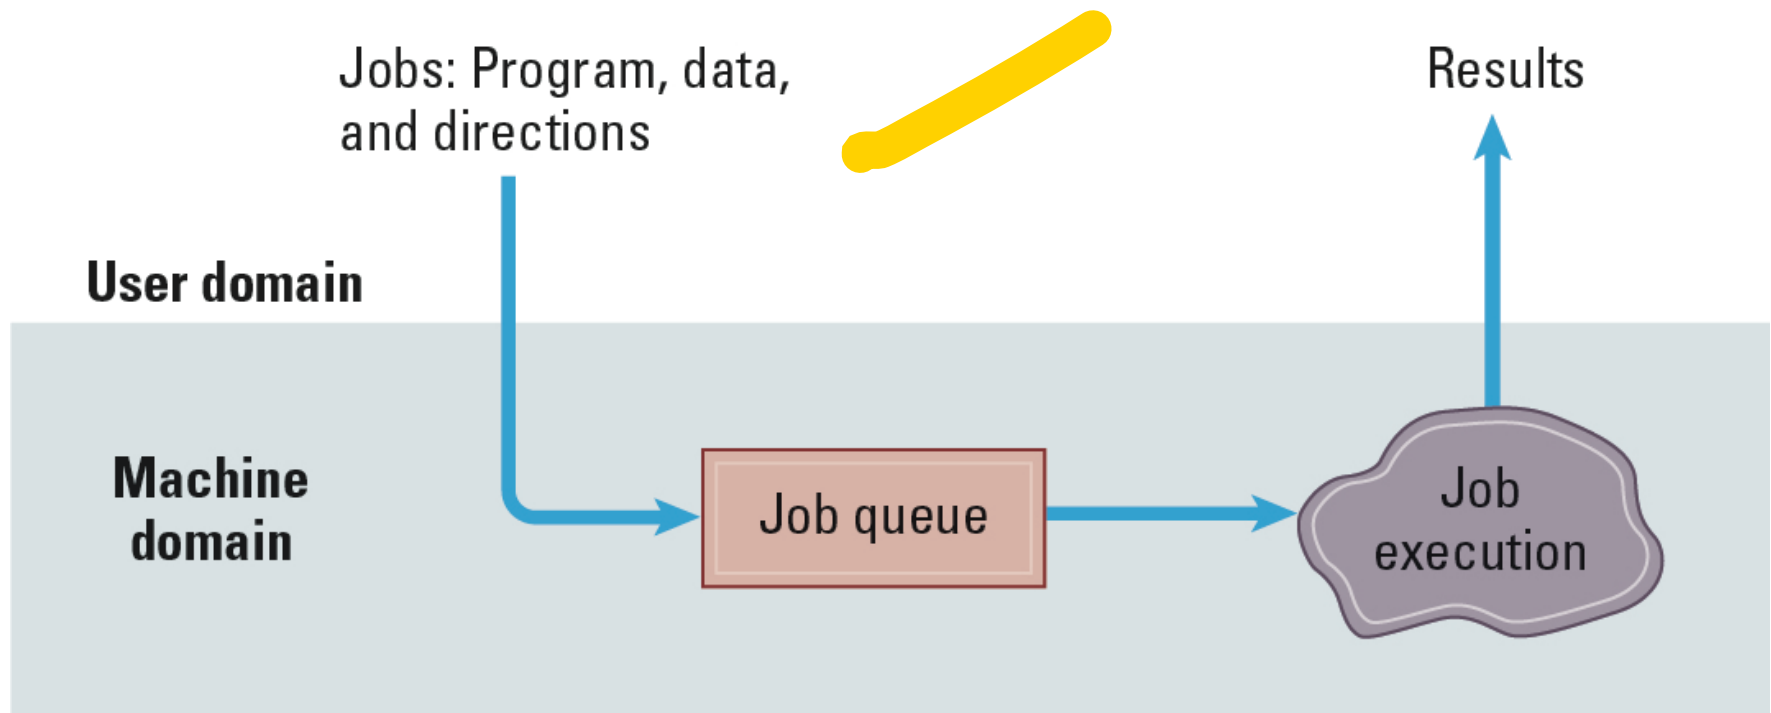 Jobs: Program, data,
and directions
Results
User domain
Machine
domain
Job queue
Job
execution